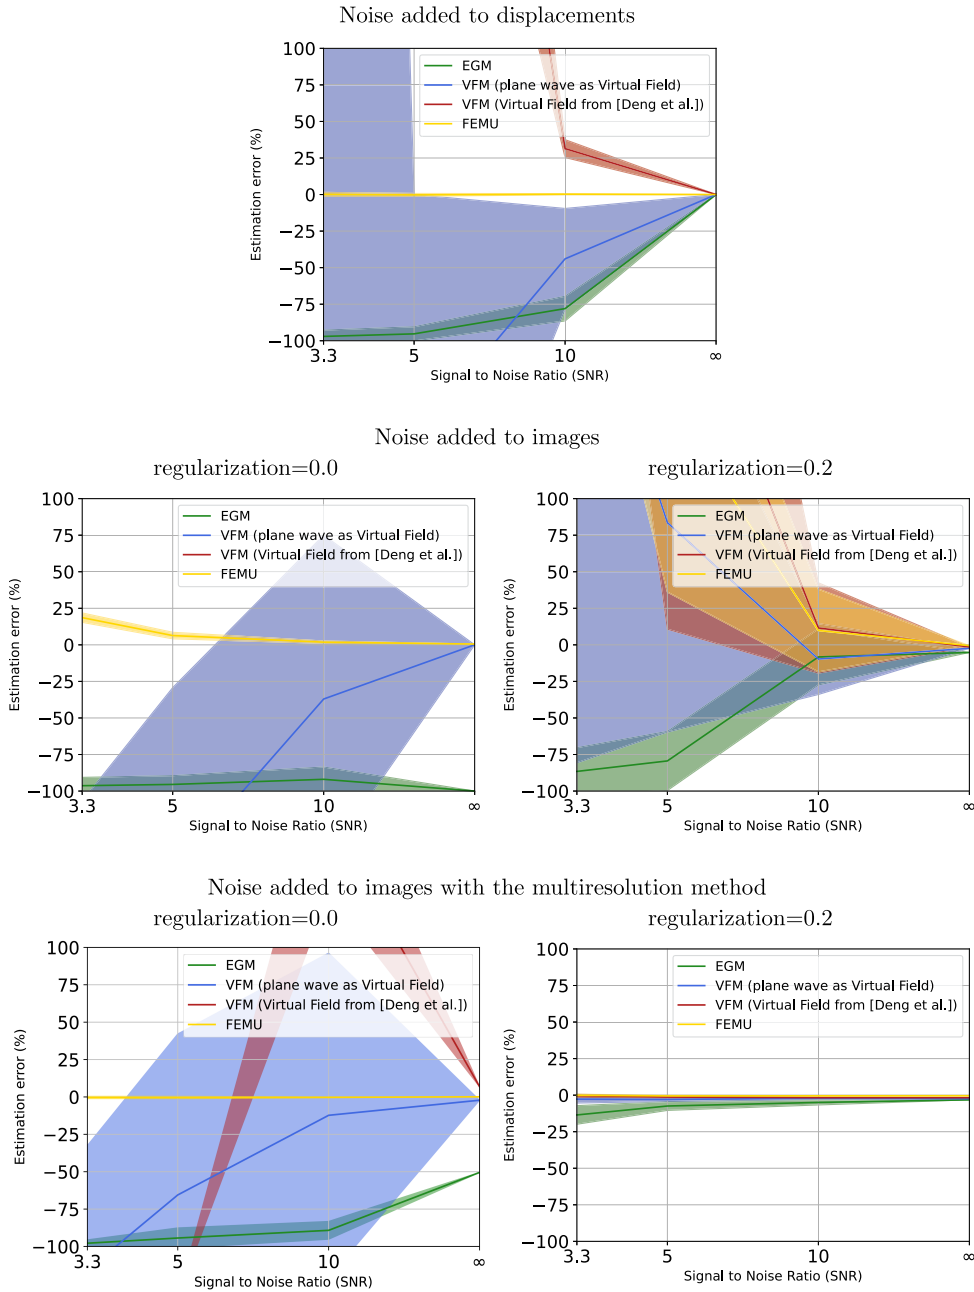 Noise added to displacements
100
75
50
25
0
−25
−50
−75
−100
Estimation error (%)
EGM
VFM (plane wave as Virtual Field)
VFM (Virtual Field from [Deng et al.])
FEMU
3.3 5 10 ∞
Signal to Noise Ratio (SNR)
Noise added to images
regularization=0.0
100
75
50
25
0
−25
−50
−75
−100
Estimation error (%)
EGM
VFM (plane wave as Virtual Field)
VFM (Virtual Field from [Deng et al.])
FEMU
3.3 5 10 ∞
Signal to Noise Ratio (SNR)
regularization=0.2
100
75
50
25
0
−25
−50
−75
−100
Estimation error (%)
EGM
VFM (plane wave as Virtual Field)
VFM (Virtual Field from [Deng et al.])
FEMU
3.3 5 10 ∞
Signal to Noise Ratio (SNR)
Noise added to images with the multiresolution method
regularization=0.0
100
75
50
25
0
−25
−50
−75
−100
Estimation error (%)
EGM
VFM (plane wave as Virtual Field)
VFM (Virtual Field from [Deng et al.])
FEMU
3.3 5 10 ∞
Signal to Noise Ratio (SNR)
regularization=0.2
100
75
50
25
0
−25
−50
−75
−100
Estimation error (%)
EGM
VFM (plane wave as Virtual Field)
VFM (Virtual Field from [Deng et al.])
FEMU
3.3 5 10 ∞
Signal to Noise Ratio (SNR)